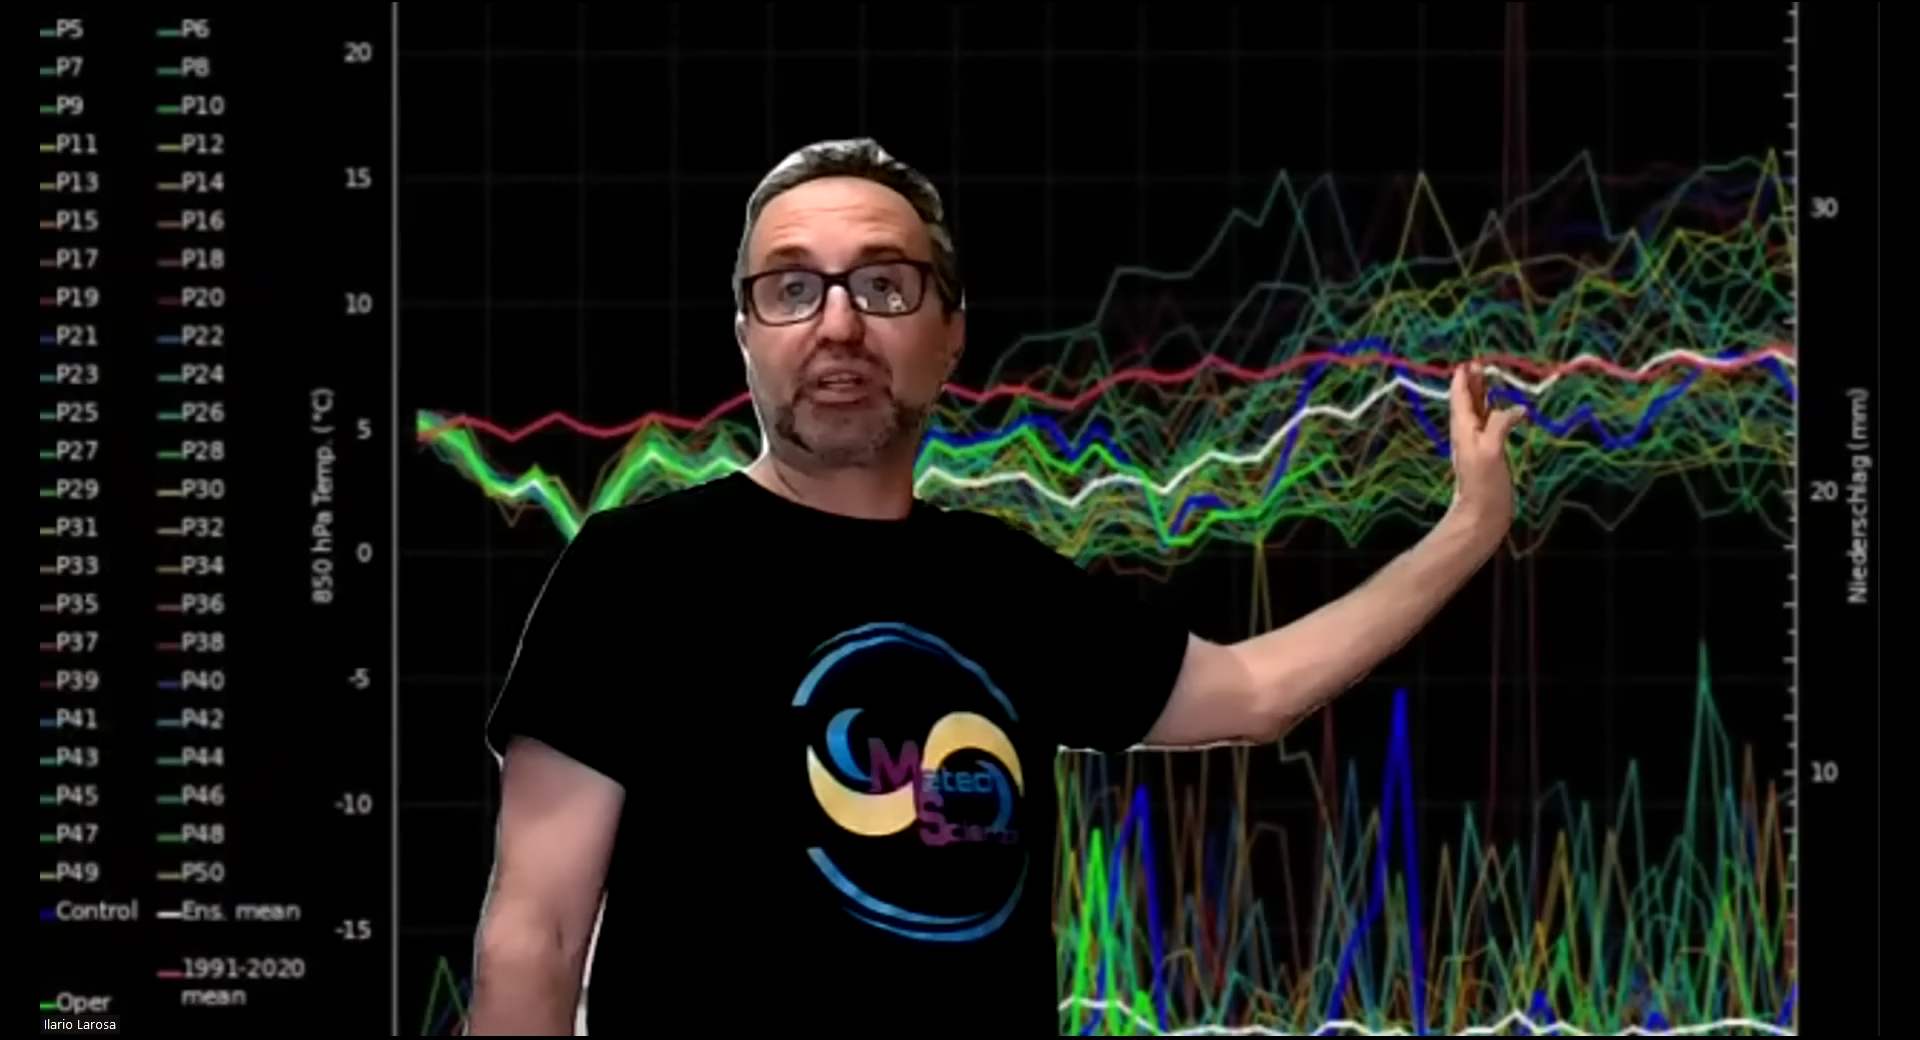 P5 P6
P7 P8
P9 P10
P11 P12
P13 P14
P15 P16
P17 P18
P19 P20
P21 P22
P23 P24
P25 P26
P27 P28
P29 P30
P31 P32
P33 P34
P35 P36
P37 P38
P39 P40
P41 P42
P43 P44
P45 P46
P47 P48
P49 P50
Control Ens. mean
1991-2020
mean
Oper
Ilario Larosa
850 hPa Temp. (°C)
20
15
10
5
0
-5
-10
-15
Meteo
30
20
10
Niederschlag (mm)